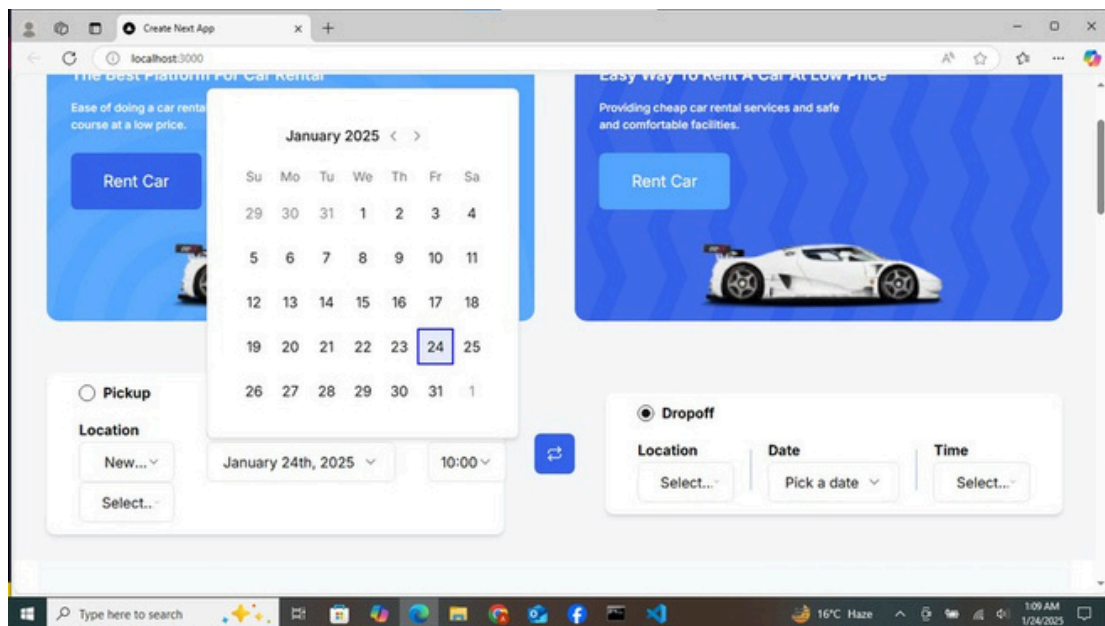 Create Next App
localhost:3000
The Best Platform For Car Rental
Ease of doing a car renta
course at a low price.
Rent Car
Easy Way To Rent A Car At Low Price
Providing cheap car rental services and safe
and comfortable facilities.
Rent Car
January 2025
Su Mo Tu We Th Fr Sa
29 30 31 1 2 3 4
5 6 7 8 9 10 11
12 13 14 15 16 17 18
19 20 21 22 23 24 25
26 27 28 29 30 31 1
Pickup
Location
New...
January 24th, 2025
10:00
Select..
Dropoff
Location Date Time
Select... Pick a date Select...
Type here to search
16°C Haze
1:09 AM
1/24/2025